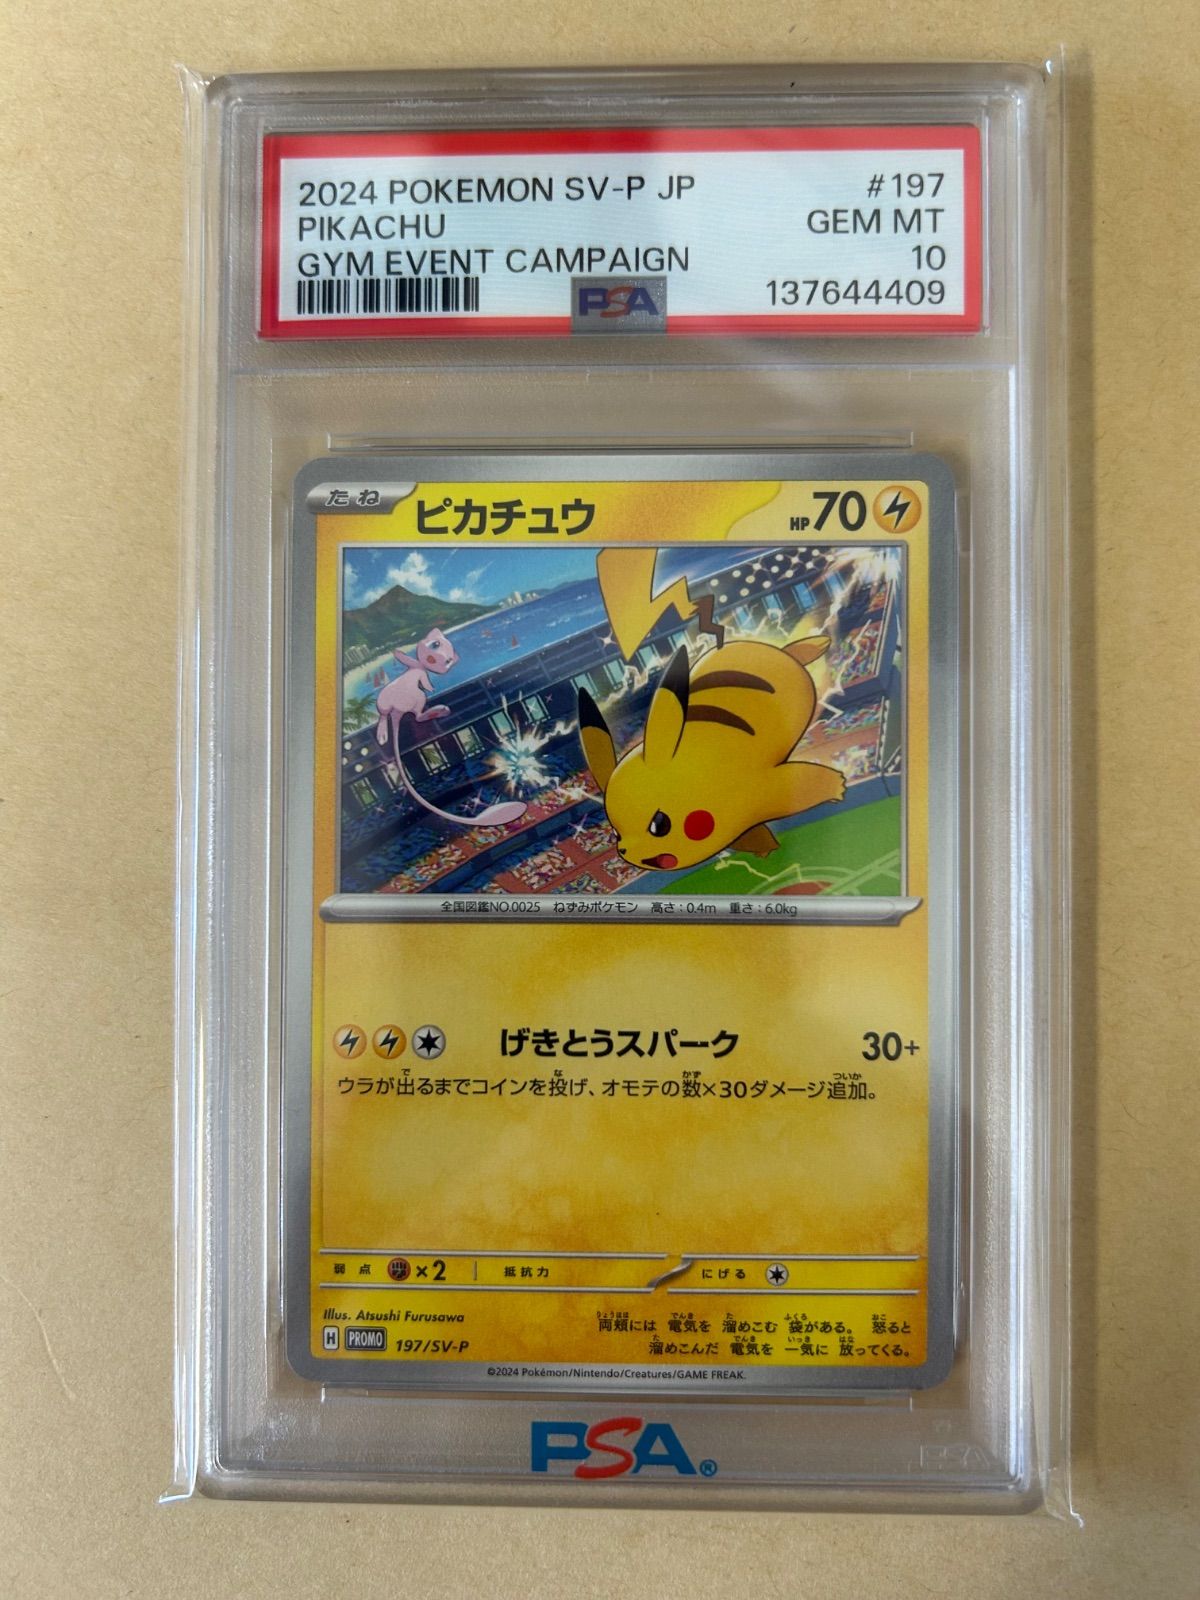 2024 POKEMON SV-P JP #197
PIKACHU GEM MT
GYM EVENT CAMPAIGN 10
PSA 137644409
たね ピカチュウ HP70
全国図鑑NO.0025 ねずみポケモン 高さ:0.4m 重さ:6.0kg
げきとうスパーク 30+
ウラが出るまでコインを投げ、オモテの数×30ダメージ追加。
弱点 ×2 抵抗力 にげる
Illus. Atsushi Furusawa
両頬には 電気を 溜めこむ 袋がある。 怒ると
溜めこんだ 電気を 一気に 放ってくる。
H PROMO 197/SV-P
©2024 Pokémon/Nintendo/Creatures/GAME FREAK.
PSA®
PSA